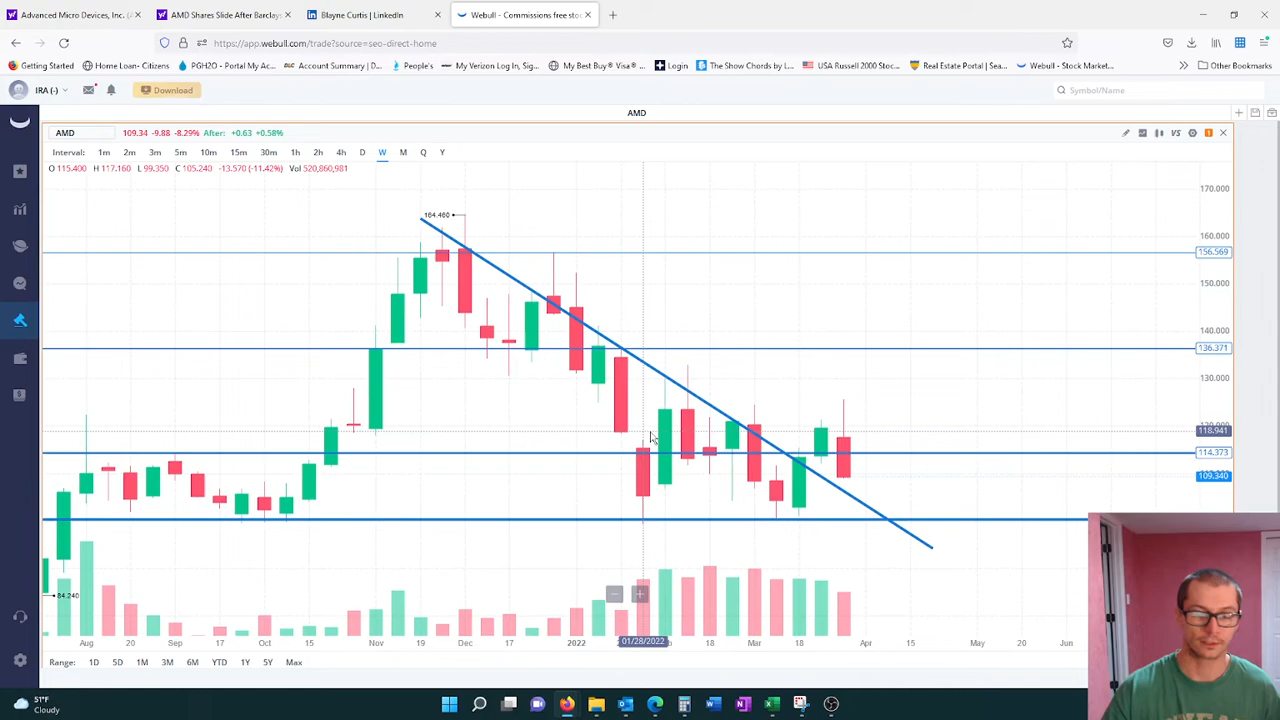 Advanced Micro Devices, Inc. (A
AMD Shares Slide After Barclays
Blayne Curtis | LinkedIn
Webull - Commissions free stoc
https://app.webull.com/trade?source=seo-direct-home
Getting Started
Home Loan- Citizens
PGH2O - Portal My Ac...
Account Summary | D...
People's
My Verizon Log In, Sig...
My Best Buy® Visa® ...
Login
The Show Chords by L...
USA Russell 2000 Stoc...
Real Estate Portal | Sea...
Webull - Stock Market...
Other Bookmarks
IRA (-)
Download
Symbol/Name
AMD
AMD 109.34 -9.88 -8.29% After: +0.63 +0.58%
VS
Interval: 1m 2m 3m 5m 10m 15m 30m 1h 2h 4h D W M Q Y
O 115.400 H 117.160 L 99.350 C 105.240 -13.570 (-11.42%) Vol 520,860,981
170.000
164.460
160.000
156.569
150.000
140.000
136.371
130.000
118.941
114.373
109.340
84.240
Aug 20 Sep 15 Oct 15 Nov 19 Dec 17 2022 01/28/2022 18 Mar 18 Apr 15 May 20 Jun
Range: 1D 5D 1M 3M 6M YTD 1Y 5Y Max
51°F
Cloudy